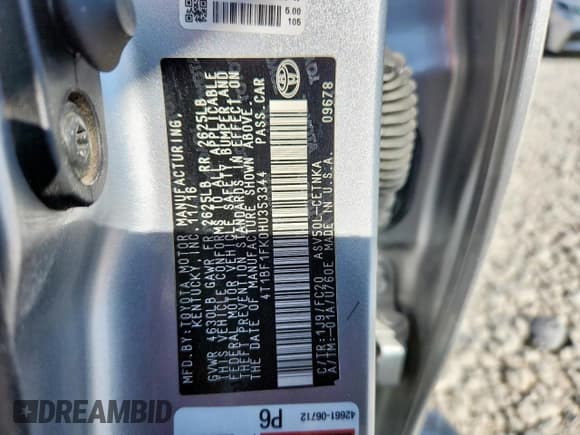 5.00
105
MFD.BY:TOYOTA MOTOR MANUFACTURING,
KENTUCKY, INC. 11/16
GVWR 4630LB GAWR FR 2625LB RR 2625LB
THIS VEHICLE CONFORMS TO ALL APPLICABLE
FEDERAL MOTOR VEHICLE SAFETY, BUMPER, AND
THEFT PREVENTION STANDARDS IN EFFECT ON
THE DATE OF MANUFACTURE SHOWN ABOVE.
4T1BF1FK0HU353344 PASS.CAR
C/TR:1J9/FC20 ASV50L-CETNKA
A/TM:-01A/U760E MADE IN U.S.A. 09678
P6
42661-06712
DREAMBID